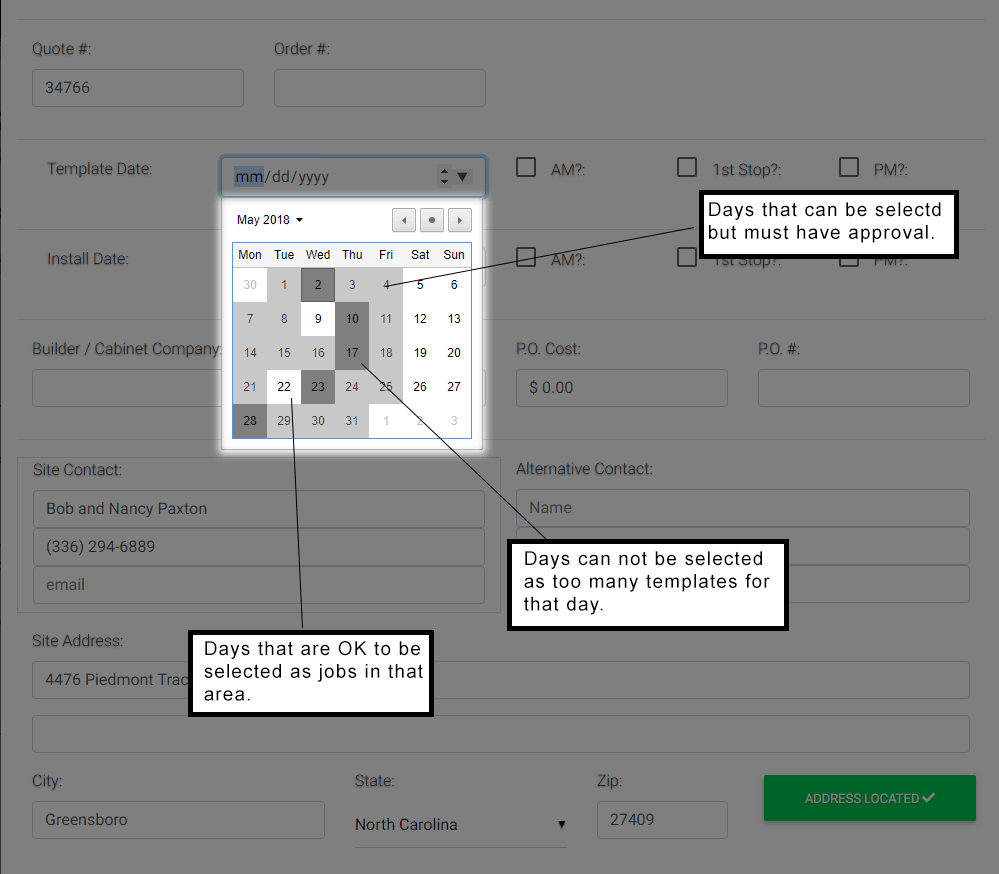 Quote #:
Order #:
34766
Template Date:
mm/dd/yyyy
AM?:
1st Stop?:
PM?:
May 2018
Days that can be selectd
but must have approval.
Install Date:
AM?:
1st Stop?:
PM?:
Mon Tue Wed Thu Fri Sat Sun
30 1 2 3 4 5 6
7 8 9 10 11 12 13
14 15 16 17 18 19 20
21 22 23 24 25 26 27
28 29 30 31 1 2 3
Builder / Cabinet Company:
P.O. Cost:
P.O. #:
$ 0.00
Site Contact:
Alternative Contact:
Bob and Nancy Paxton
Name
(336) 294-6889
email
Days can not be selected
as too many templates for
that day.
Site Address:
Days that are OK to be
selected as jobs in that
area.
4476 Piedmont Trac
City:
State:
Zip:
Greensboro
North Carolina
27409
ADDRESS LOCATED